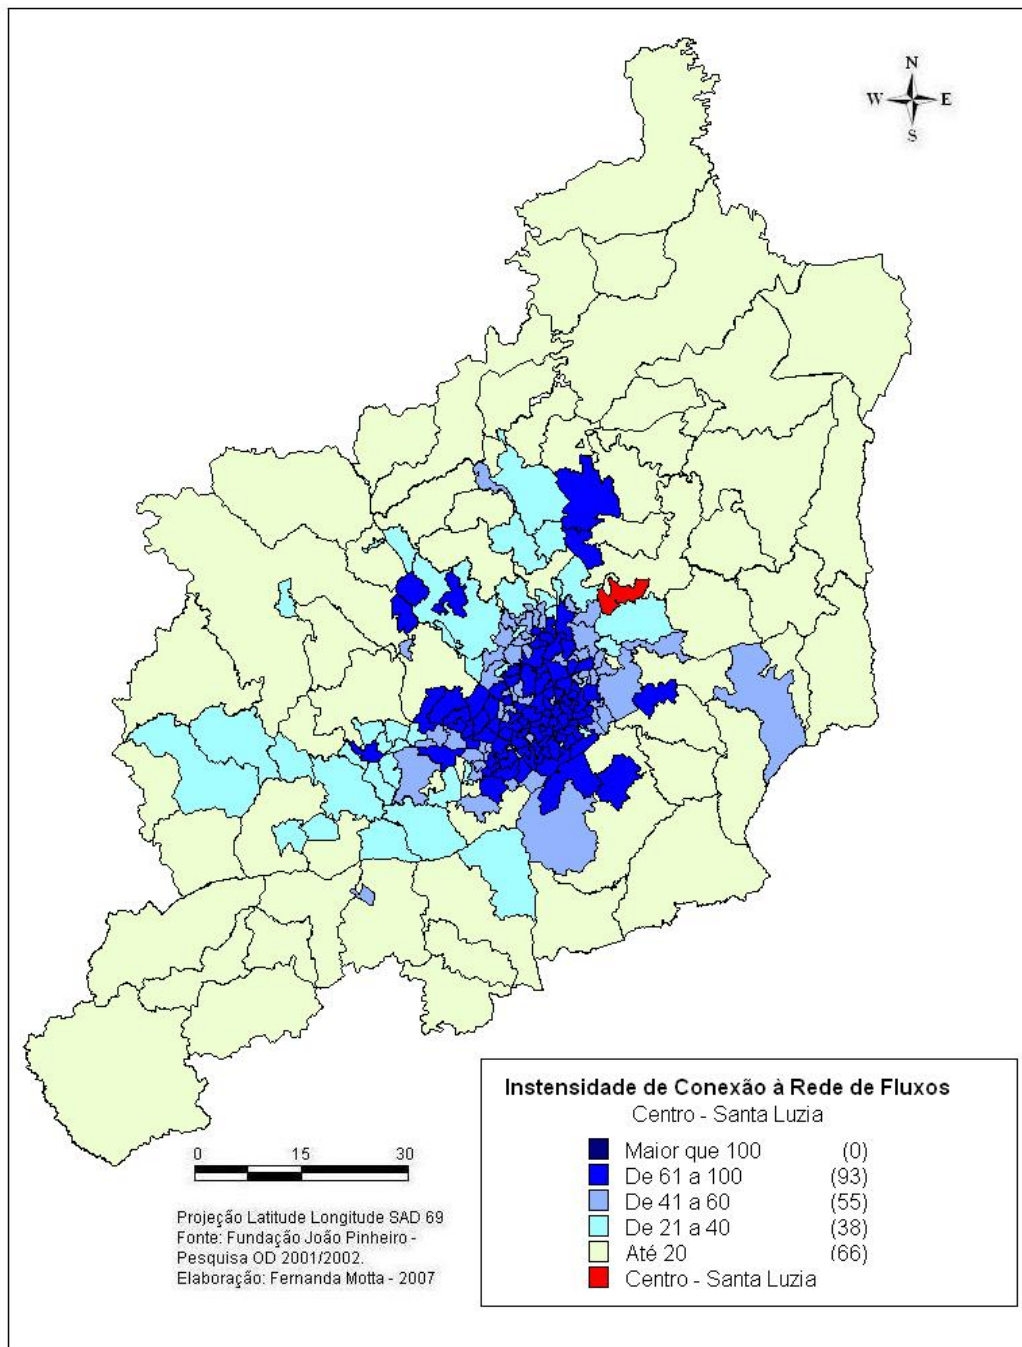 N
W E
S
Instensidade de Conexão à Rede de Fluxos
Centro - Santa Luzia
Maior que 100 (0)
De 61 a 100 (93)
De 41 a 60 (55)
De 21 a 40 (38)
Até 20 (66)
Centro - Santa Luzia
0 15 30
Projeção Latitude Longitude SAD 69
Fonte: Fundação João Pinheiro -
Pesquisa OD 2001/2002.
Elaboração: Fernanda Motta - 2007